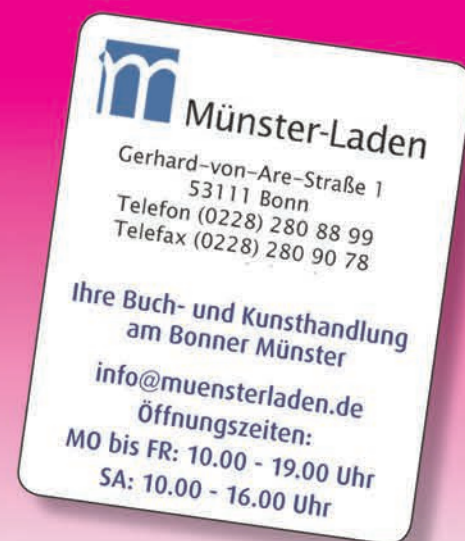 Münster-Laden
Gerhard-von-Are-Straße 1
53111 Bonn
Telefon (0228) 280 88 99
Telefax (0228) 280 90 78
Ihre Buch- und Kunsthandlung
am Bonner Münster
info@muensterladen.de
Öffnungszeiten:
MO bis FR: 10.00 - 19.00 Uhr
SA: 10.00 - 16.00 Uhr